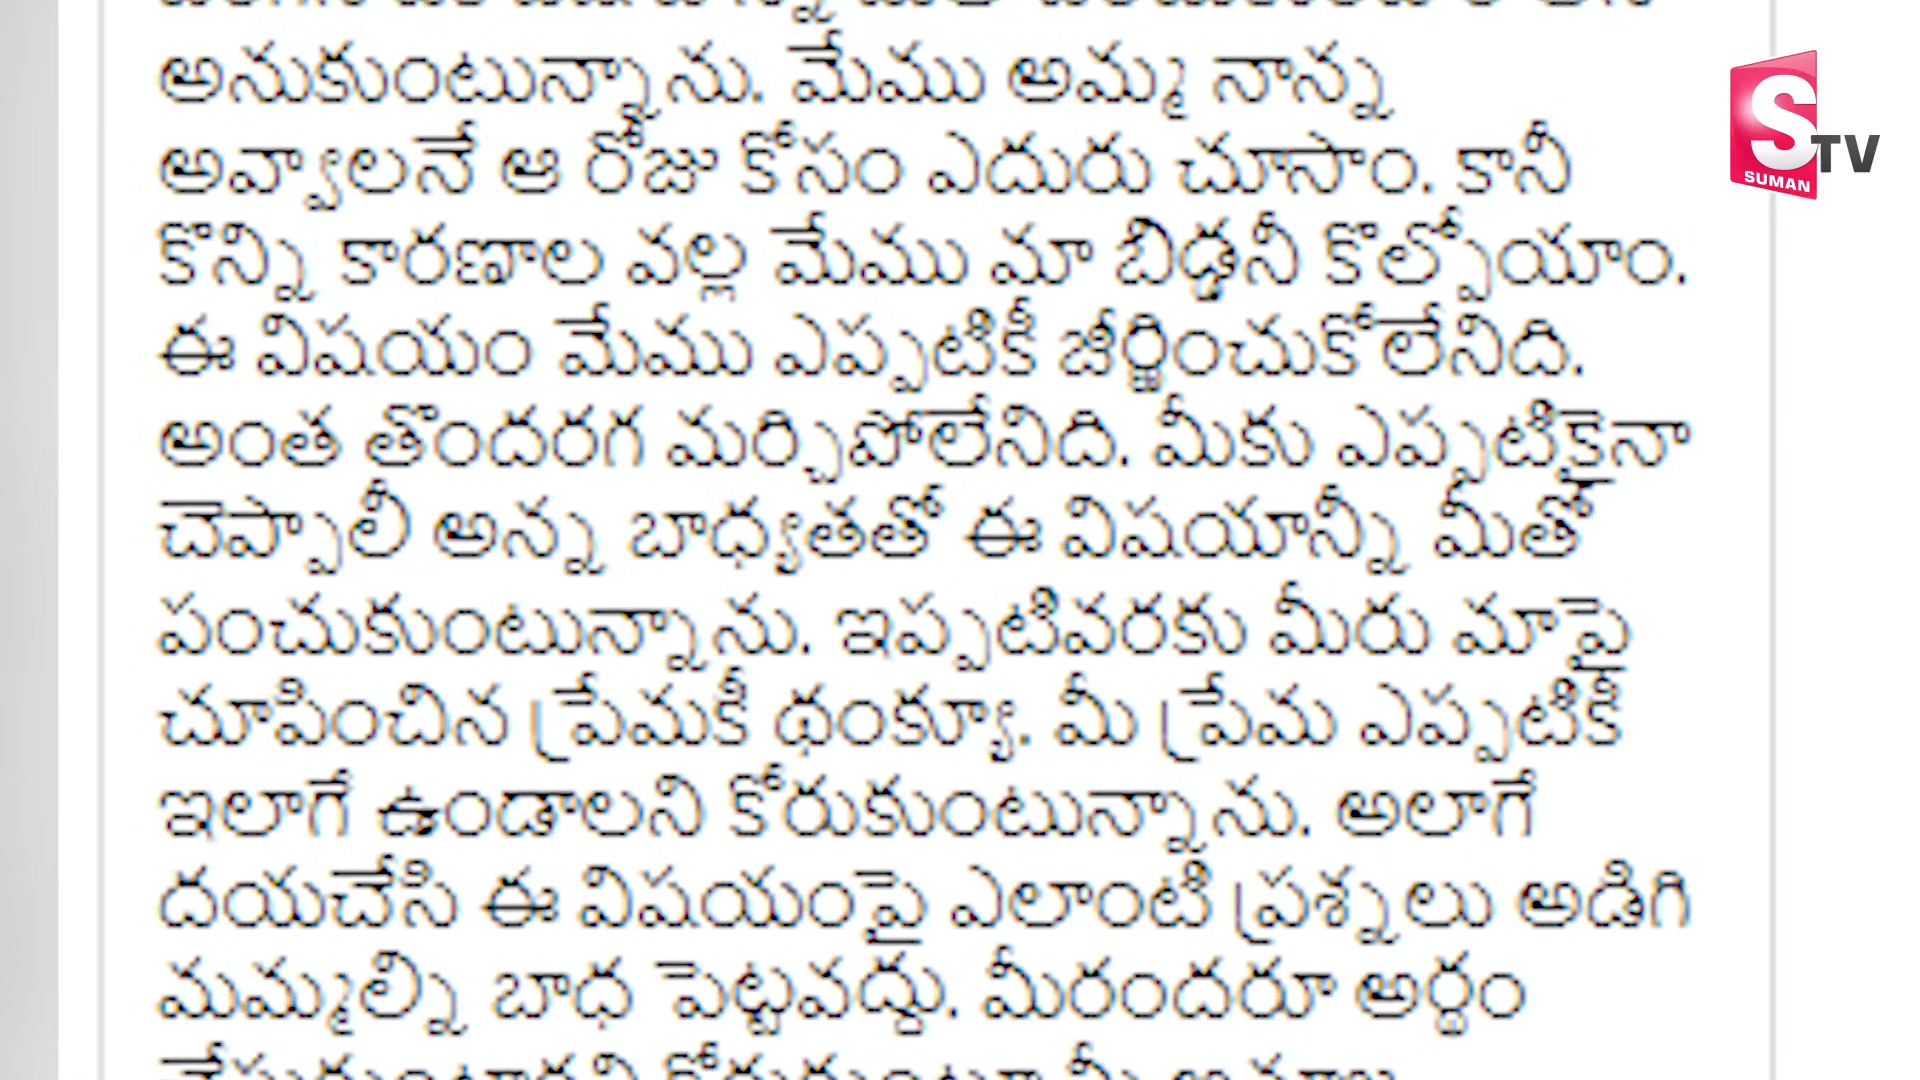 అనుకుంటున్నాను. మేము అమ్మ నాన్న
అవ్వాలనే ఆ రోజు కోసం ఎదురు చూసాం. కానీ
కొన్ని కారణాల వల్ల మేము మా బిడ్డనీ కొల్పోయాం.
ఈ విషయం మేము ఎప్పటికీ జీర్ణించుకోలేనిది.
అంత తొందరగ మర్చిపోలేనిది. మీకు ఎప్పటికైనా
చెప్పాలీ అన్న బాధ్యతతో ఈ విషయాన్నీ మీతో
పంచుకుంటున్నాను. ఇప్పటివరకు మీరు మాపై
చూపించిన ప్రేమకీ థంక్యూ. మీ ప్రేమ ఎప్పటికీ
ఇలాగే ఉండాలని కోరుకుంటున్నాను. అలాగే
దయచేసి ఈ విషయంపై ఎలాంటి ప్రశ్నలు అడిగి
మమ్మల్ని బాధ పెట్టవద్దు. మీరందరూ అర్థం
S TV
SUMAN